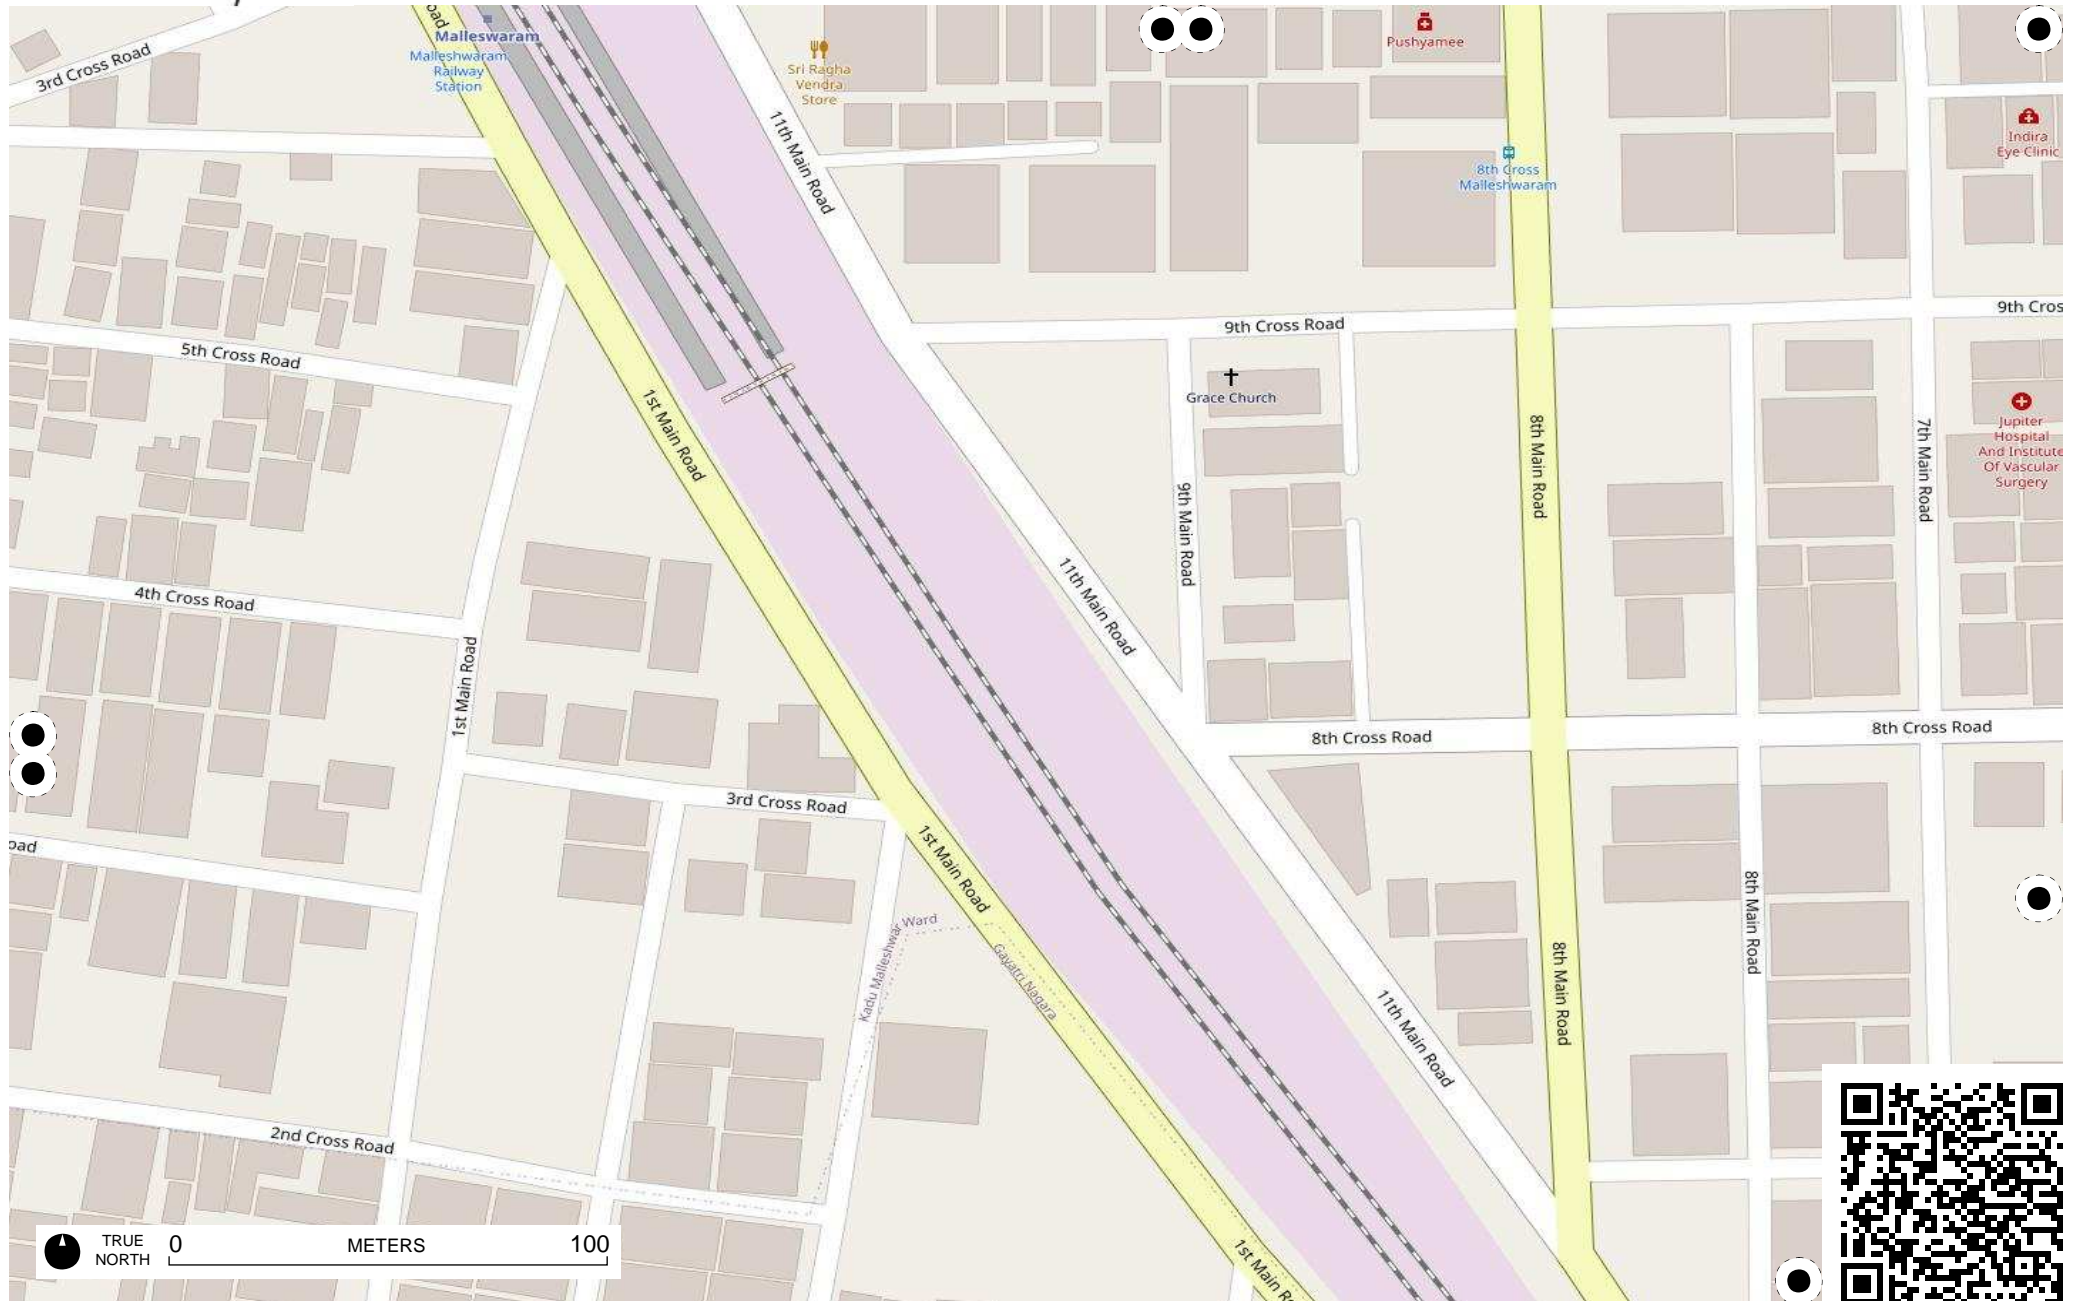 oad
Malleswaram
Malleshwaram
Railway
Station
3rd Cross Road
Sri Ragha
Vendra
Store
Pushyamee
11th Main Road
8th Cross
Malleshwaram
Indira
Eye Clinic
9th Cross Road
9th Cros
5th Cross Road
Grace Church
1st Main Road
8th Main Road
7th Main Road
Jupiter
Hospital
And Institute
Of Vascular
Surgery
9th Main Road
4th Cross Road
11th Main Road
1st Main Road
8th Cross Road
8th Cross Road
3rd Cross Road
oad
1st Main Road
8th Main Road
Kadu Malleshwar Ward
Gayatri Nagara
8th Main Road
11th Main Road
2nd Cross Road
1st Main R
TRUE
NORTH
0 METERS 100